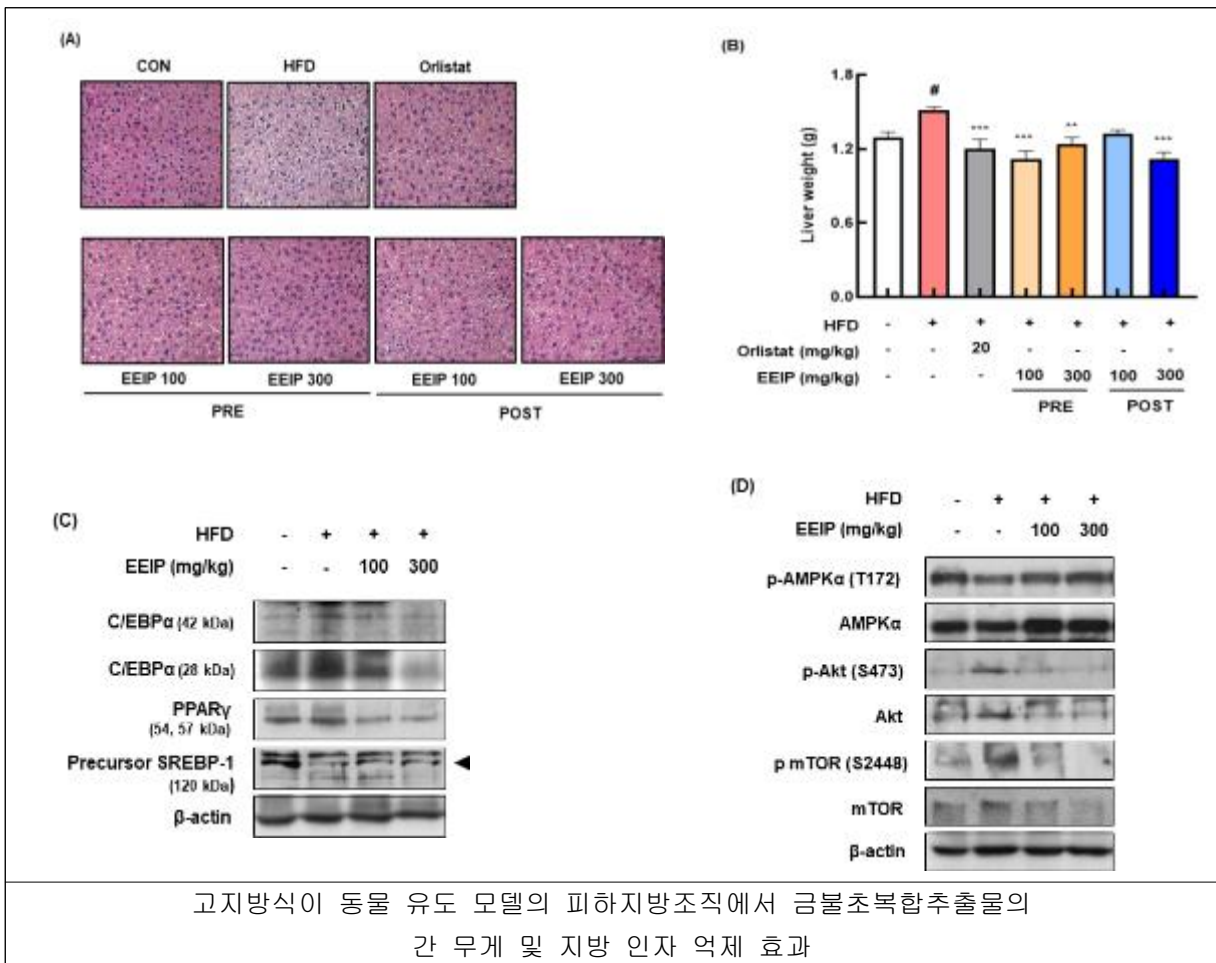 (A)
CON HFD Orlistat
EEIP 100 EEIP 300 EEIP 100 EEIP 300
PRE POST
(B)
Liver weight (g)
1.8
1.2
0.6
0.0
#
*** *** ** ***
HFD - + + + + + +
Orlistat (mg/kg) - - 20 - - - -
EEIP (mg/kg) - - - 100 300 100 300
PRE POST
(C)
HFD - + + +
EEIP (mg/kg) - - 100 300
C/EBPα (42 kDa)
C/EBPα (28 kDa)
PPARγ
(54, 57 kDa)
Precursor SREBP-1
(120 kDa)
β-actin
(D)
HFD - + + +
EEIP (mg/kg) - - 100 300
p-AMPKα (T172)
AMPKα
p-Akt (S473)
Akt
p mTOR (S2448)
mTOR
β-actin
고지방식이 동물 유도 모델의 피하지방조직에서 금불초복합추출물의
간 무게 및 지방 인자 억제 효과